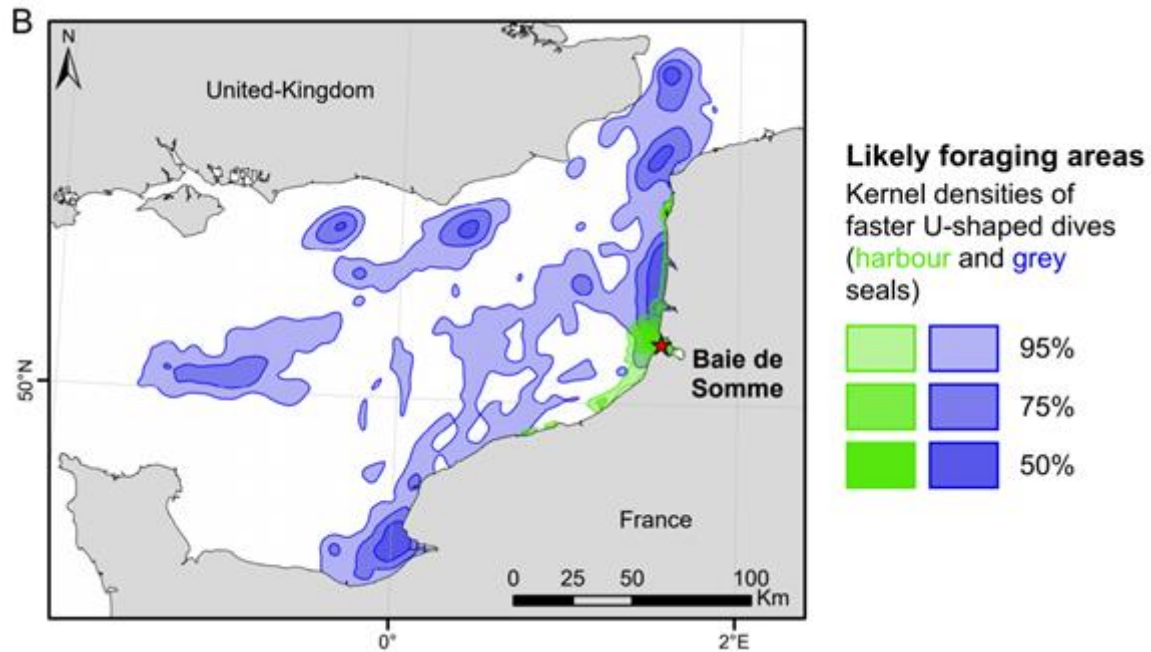 B
N
United-Kingdom
50°N
Baie de
Somme
France
0 25 50 100
Km
0° 2°E
Likely foraging areas
Kernel densities of
faster U-shaped dives
(harbour and grey
seals)
95%
75%
50%